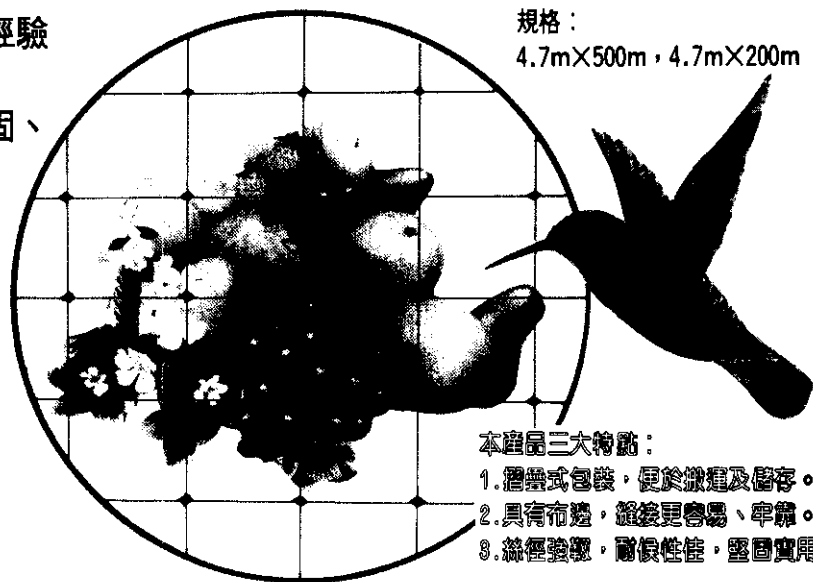 經驗
固、
規格：
4.7m×500m，4.7m×200m
本產品三大特點：
1.摺疊式包裝，便於搬運及儲存。
2.具有布邊，縫接更容易、牢靠。
3.絲徑強韌，耐候性佳，堅固實用